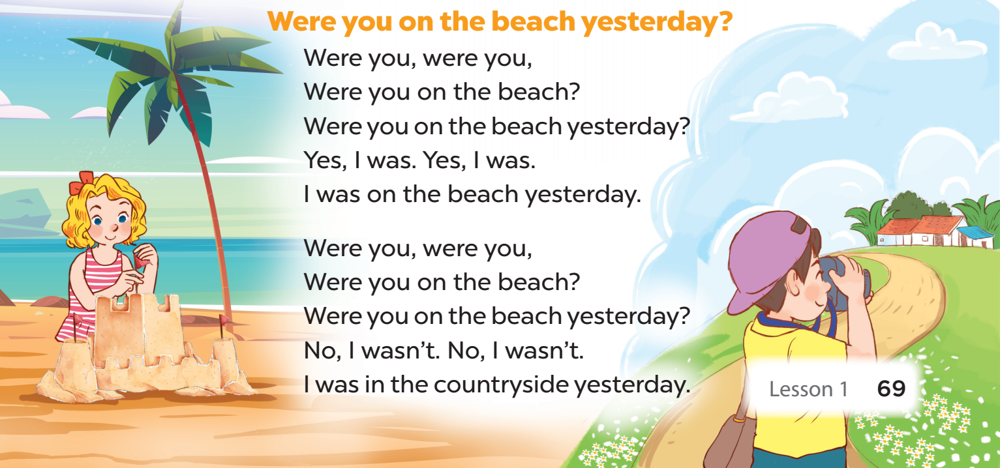 Were you on the beach yesterday?
Were you, were you,
Were you on the beach?
Were you on the beach yesterday?
Yes, I was. Yes, I was.
I was on the beach yesterday.
Were you, were you,
Were you on the beach?
Were you on the beach yesterday?
No, I wasn't. No, I wasn't.
I was in the countryside yesterday.
Lesson 1 69